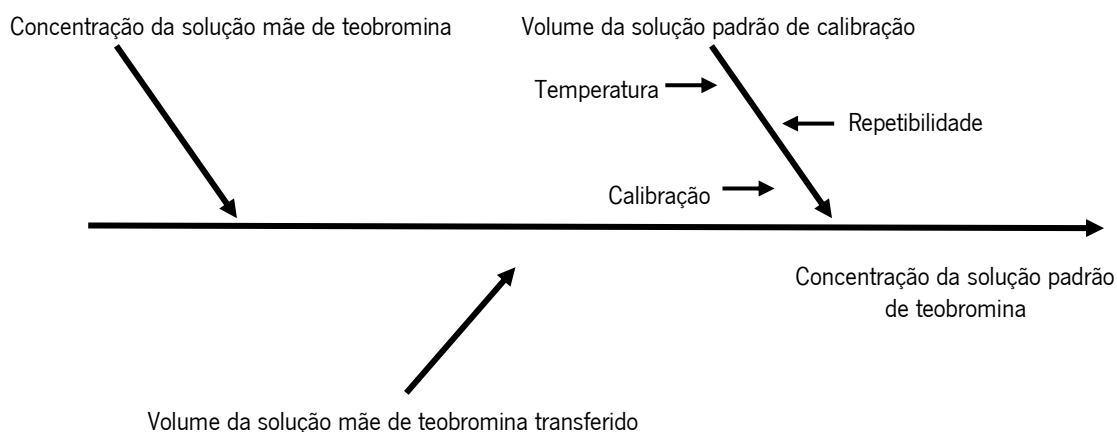 Concentração da solução mãe de teobromina
Volume da solução padrão de calibração
Temperatura
Repetibilidade
Calibração
Concentração da solução padrão
de teobromina
Volume da solução mãe de teobromina transferido